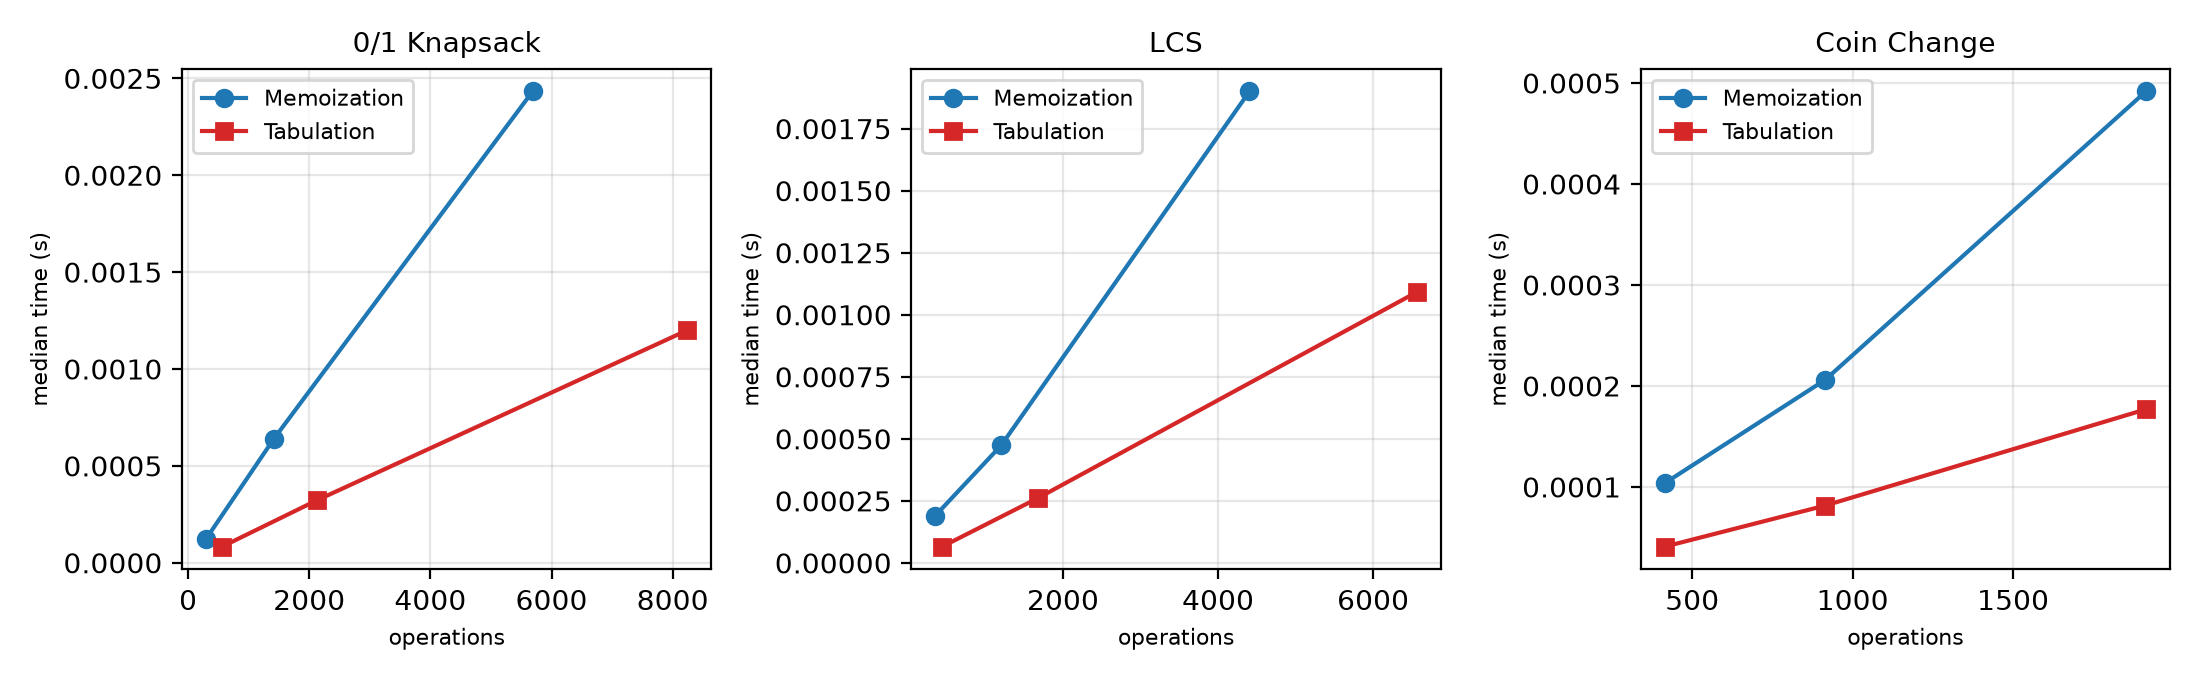 0/1 Knapsack
Memoization
Tabulation
0.0025
0.0020
0.0015
0.0010
0.0005
0.0000
median time (s)
0 2000 4000 6000 8000
operations
LCS
Memoization
Tabulation
0.00175
0.00150
0.00125
0.00100
0.00075
0.00050
0.00025
0.00000
median time (s)
2000 4000 6000
operations
Coin Change
Memoization
Tabulation
0.0005
0.0004
0.0003
0.0002
0.0001
median time (s)
500 1000 1500
operations